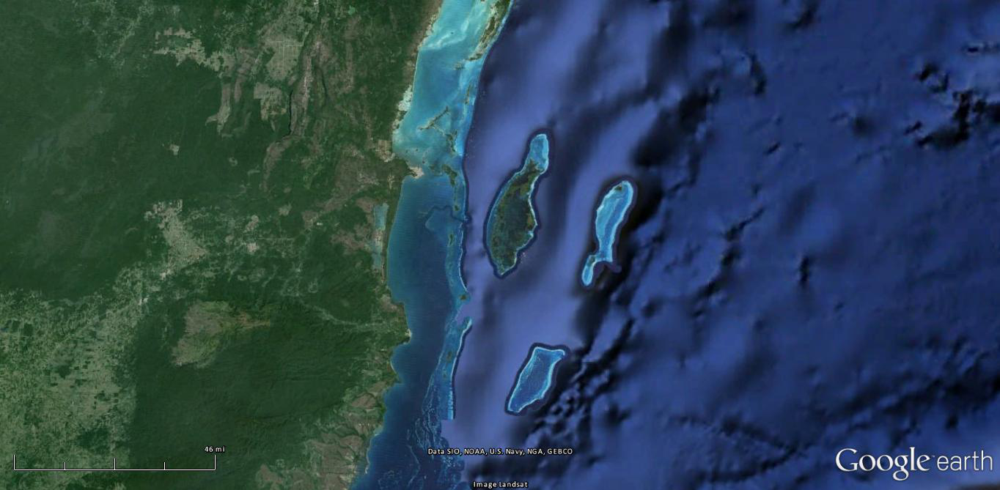 46 mi
Data SIO, NOAA, U.S. Navy, NGA, GEBCO
Image Landsat
Google earth